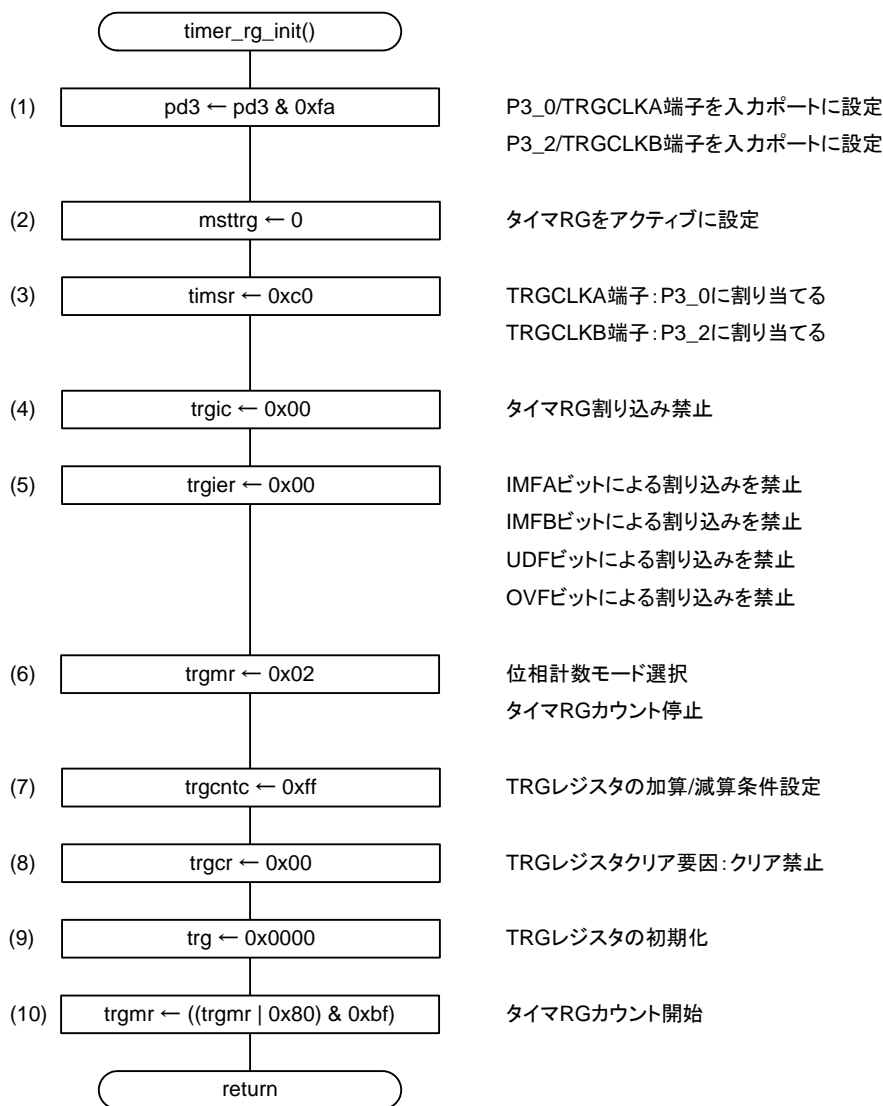 timer_rg_init()
(1) pd3 ← pd3 & 0xfa P3_0/TRGCLKA端子を入力ポートに設定
P3_2/TRGCLKB端子を入力ポートに設定
(2) msttrg ← 0 タイマRGをアクティブに設定
(3) timsr ← 0xc0 TRGCLKA端子:P3_0に割り当てる
TRGCLKB端子:P3_2に割り当てる
(4) trgic ← 0x00 タイマRG割り込み禁止
(5) trgier ← 0x00 IMFAビットによる割り込みを禁止
IMFBビットによる割り込みを禁止
UDFビットによる割り込みを禁止
OVFビットによる割り込みを禁止
(6) trgmr ← 0x02 位相計数モード選択
タイマRGカウント停止
(7) trgcntc ← 0xff TRGレジスタの加算/減算条件設定
(8) trgcr ← 0x00 TRGレジスタクリア要因:クリア禁止
(9) trg ← 0x0000 TRGレジスタの初期化
(10) trgmr ← ((trgmr | 0x80) & 0xbf) タイマRGカウント開始
return